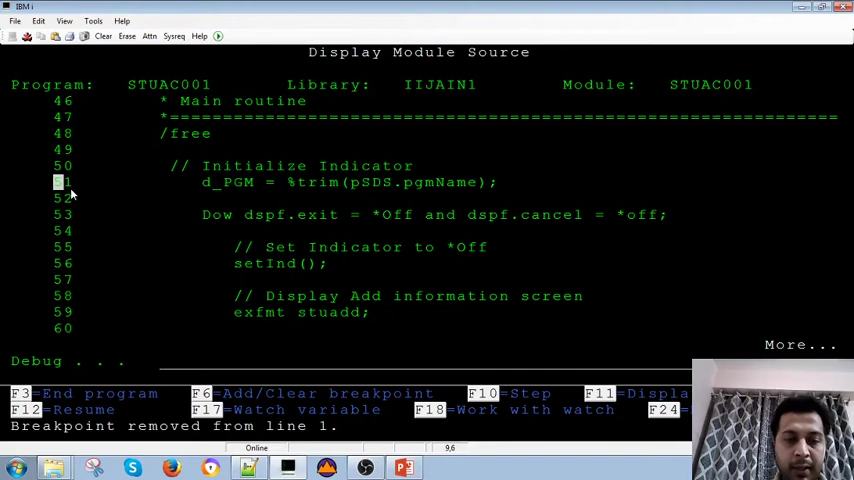 IBM i
File Edit View Tools Help
Clear Erase Attn Sysreq Help
Display Module Source
Program: STUAC001 Library: IIJAIN1 Module: STUAC001
46 * Main routine
47 *===============================================================
48 /free
49
50 // Initialize Indicator
51 d_PGM = %trim(pSDS.pgmName);
52
53 Dow dspf.exit = *Off and dspf.cancel = *off;
54
55 // Set Indicator to *Off
56 setInd();
57
58 // Display Add information screen
59 exfmt stuadd;
60
More...
Debug . . .
F3=End program F6=Add/Clear breakpoint F10=Step F11=Displa
F12=Resume F17=Watch variable F18=Work with watch F24=
Breakpoint removed from line 1.
Online 9,6